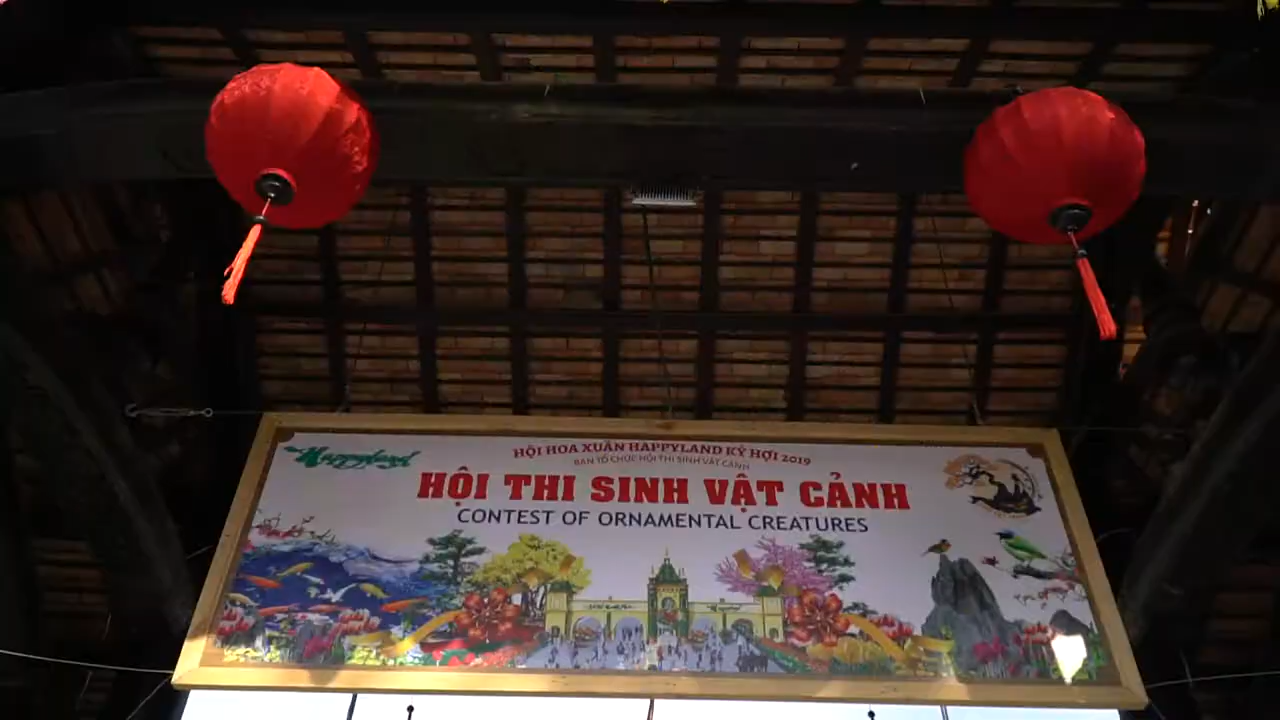 Happyland
HỘI HOA XUÂN HAPPYLAND KỶ HỢI 2019
BAN TỔ CHỨC HỘI THI SINH VẬT CẢNH
HỘI THI SINH VẬT CẢNH
CONTEST OF ORNAMENTAL CREATURES